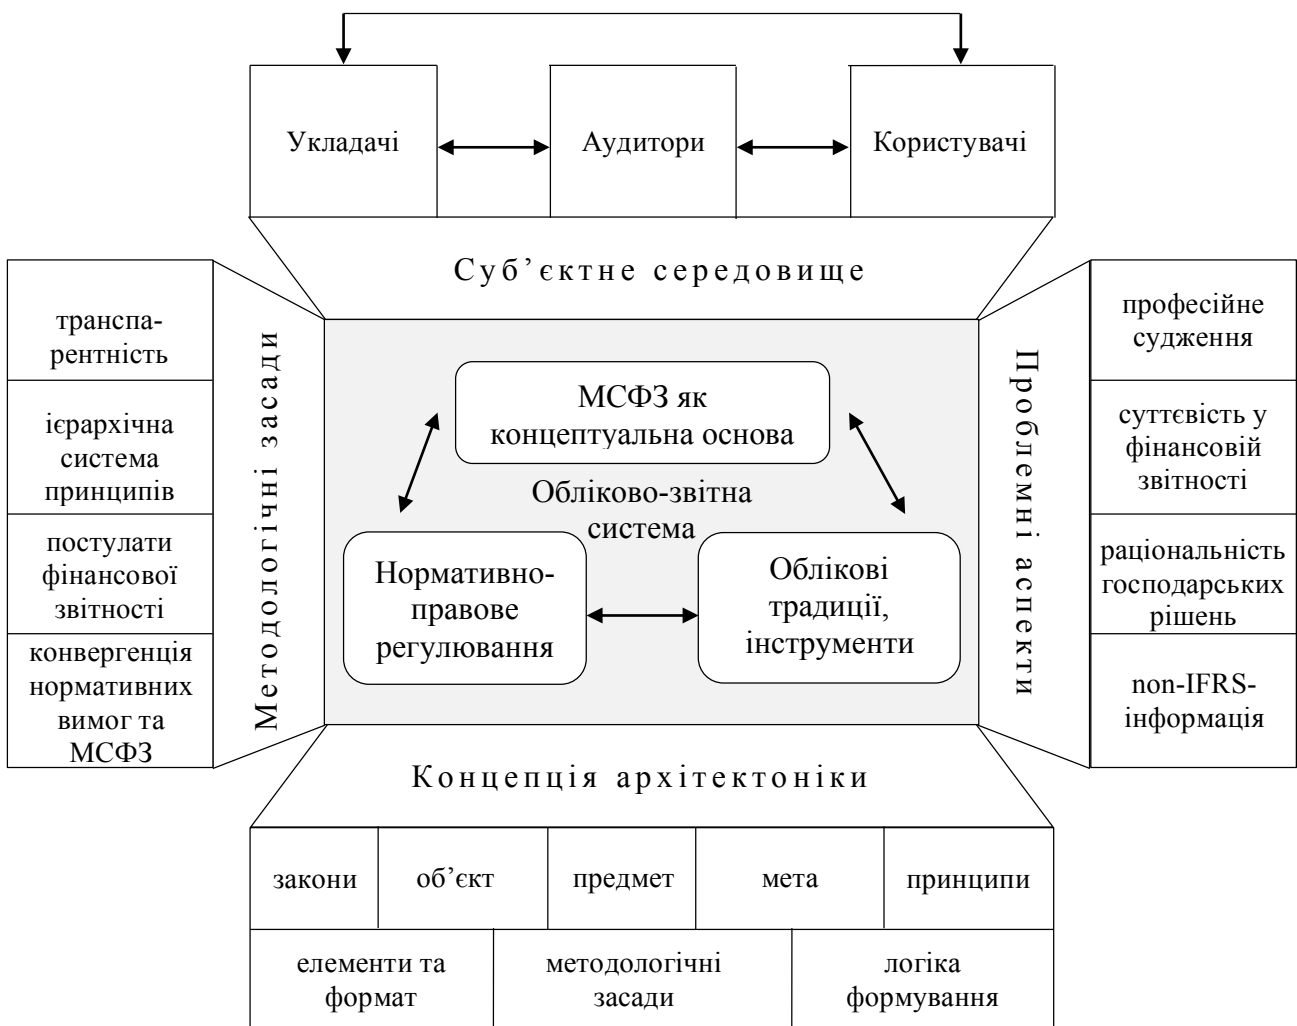 Укладачі
Аудитори
Користувачі
Суб’єктне середовище
транспа-
рентність
ієрархічна
система
принципів
постулати
фінансової
звітності
конвергенція
нормативних
вимог та
МСФЗ
Методологічні засади
МСФЗ як
концептуальна основа
Обліково-звітна
система
Нормативно-
правове
регулювання
Облікові
традиції,
інструменти
Проблемні аспекти
професійне
судження
суттєвість у
фінансовій
звітності
раціональність
господарських
рішень
non-IFRS-
інформація
Концепція архітектоніки
закони
об’єкт
предмет
мета
принципи
елементи та
формат
методологічні
засади
логіка
формування